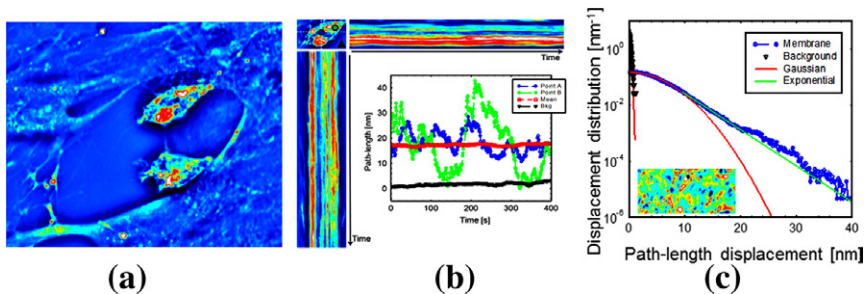 Time
Time
Path-length [nm]
40
30
20
10
0
Point A
Point B
Mean
Bkg
0 100 200 300 400
Time [s]
Displacement distribution [nm⁻¹]
10⁰
10⁻²
10⁻⁴
10⁻⁶
Membrane
Background
Gaussian
Exponential
0 10 20 30 40
Path-length displacement [nm]
(a)
(b)
(c)